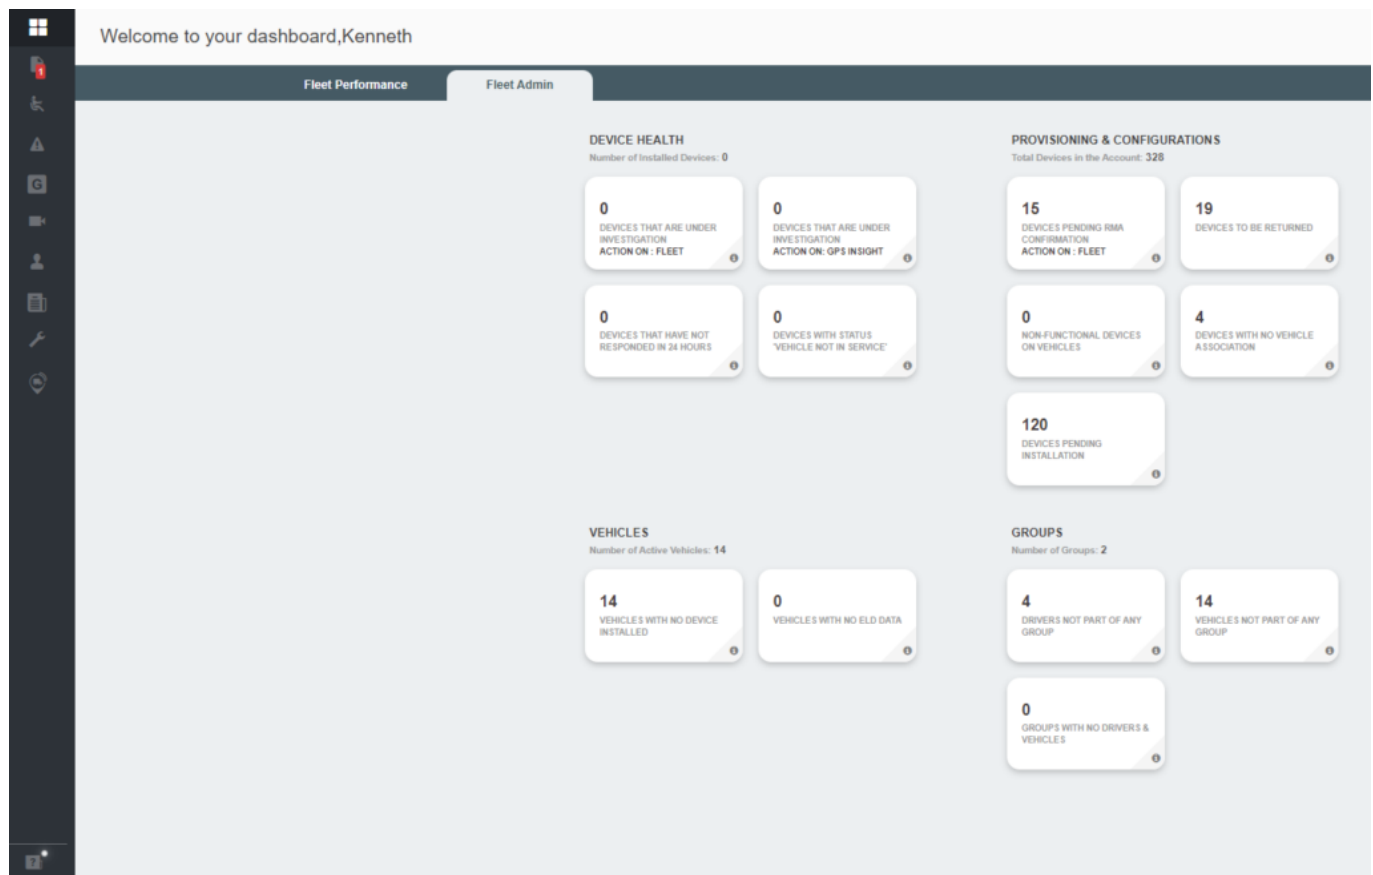 Welcome to your dashboard,Kenneth
1
Fleet Performance
Fleet Admin
G
DEVICE HEALTH
Number of Installed Devices: 0
0
DEVICES THAT ARE UNDER
INVESTIGATION
ACTION ON : FLEET
0
DEVICES THAT ARE UNDER
INVESTIGATION
ACTION ON: GPS INSIGHT
0
DEVICES THAT HAVE NOT
RESPONDED IN 24 HOURS
0
DEVICES WITH STATUS
'VEHICLE NOT IN SERVICE'
PROVISIONING & CONFIGURATIONS
Total Devices in the Account: 328
15
DEVICES PENDING RMA
CONFIRMATION
ACTION ON : FLEET
19
DEVICES TO BE RETURNED
0
NON-FUNCTIONAL DEVICES
ON VEHICLES
4
DEVICES WITH NO VEHICLE
ASSOCIATION
120
DEVICES PENDING
INSTALLATION
VEHICLES
Number of Active Vehicles: 14
14
VEHICLES WITH NO DEVICE
INSTALLED
0
VEHICLES WITH NO ELD DATA
GROUPS
Number of Groups: 2
4
DRIVERS NOT PART OF ANY
GROUP
14
VEHICLES NOT PART OF ANY
GROUP
0
GROUPS WITH NO DRIVERS &
VEHICLES
?